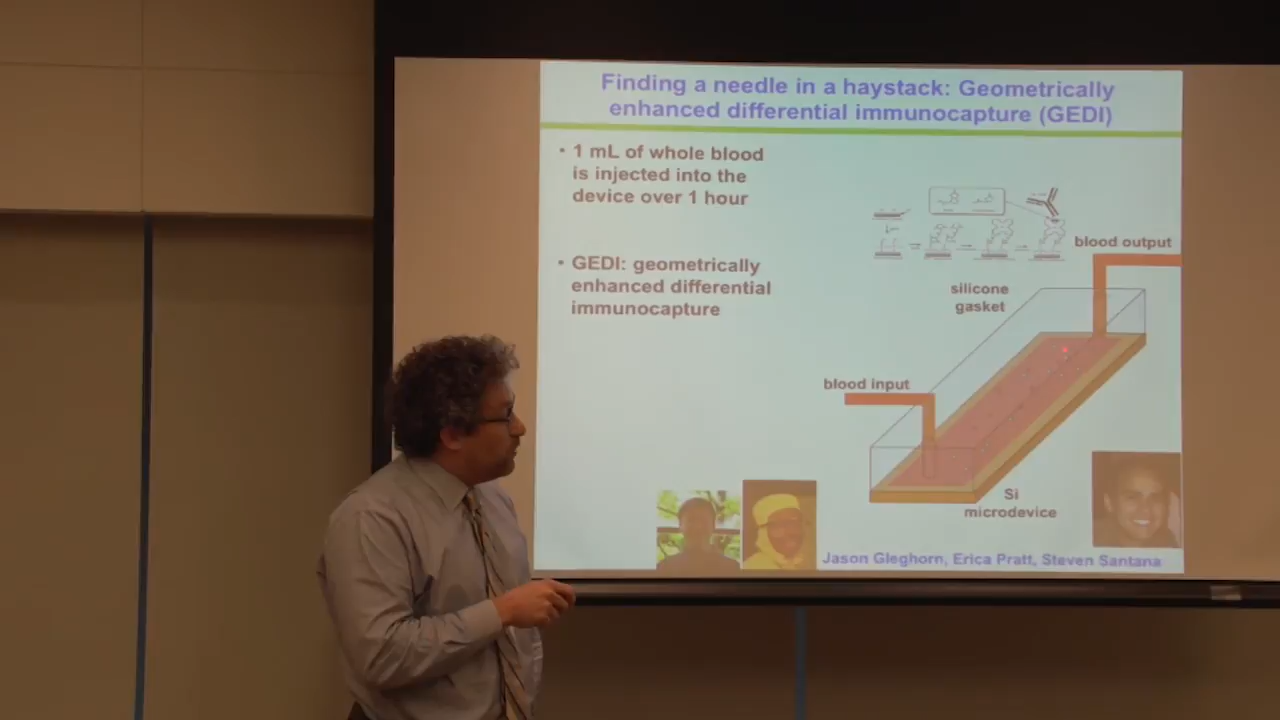 Finding a needle in a haystack: Geometrically
enhanced differential immunocapture (GEDI)
• 1 mL of whole blood
is injected into the
device over 1 hour
• GEDI: geometrically
enhanced differential
immunocapture
blood output
silicone
gasket
blood input
Si
microdevice
Jason Gleghorn, Erica Pratt, Steven Santana